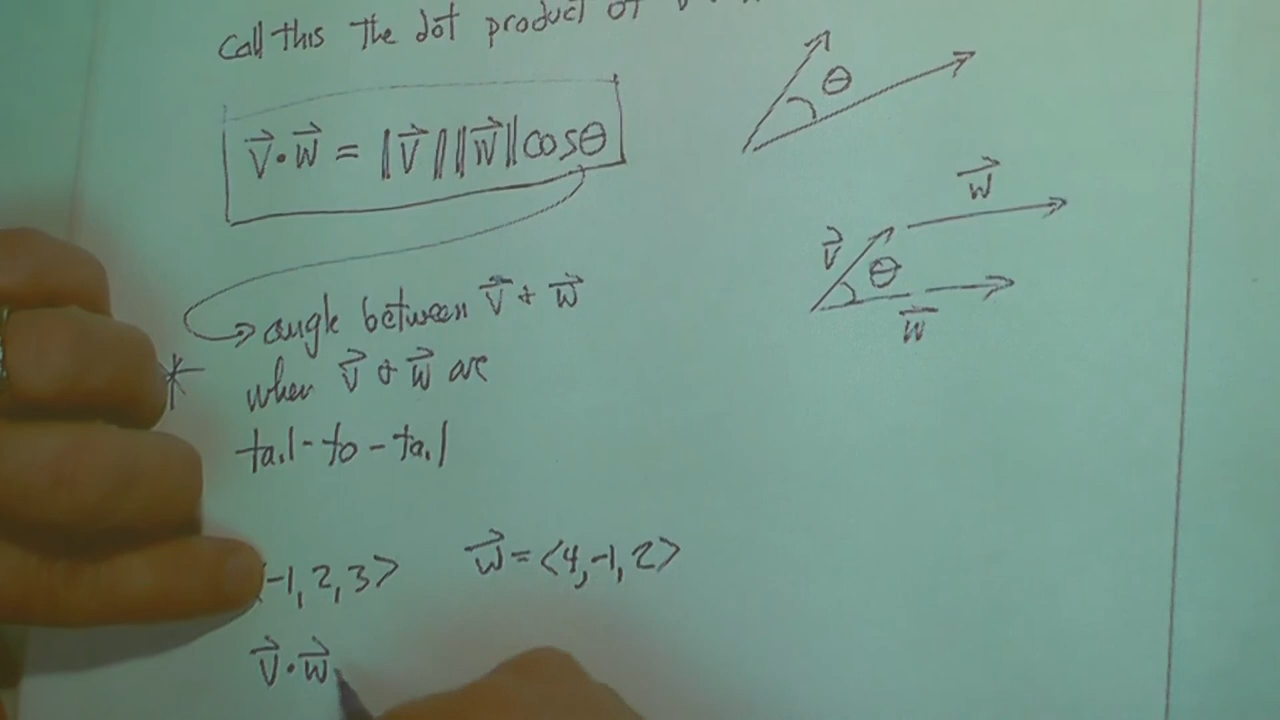 Call this the dot product of
v⃗·w⃗ = ‖v⃗‖‖w⃗‖cosθ
θ
w⃗
v⃗
θ
w⃗
angle between v⃗ + w⃗
* when v⃗ + w⃗ are
tail-to-tail
-1, 2, 3> w⃗ = <4, -1, 2>
v⃗·w⃗